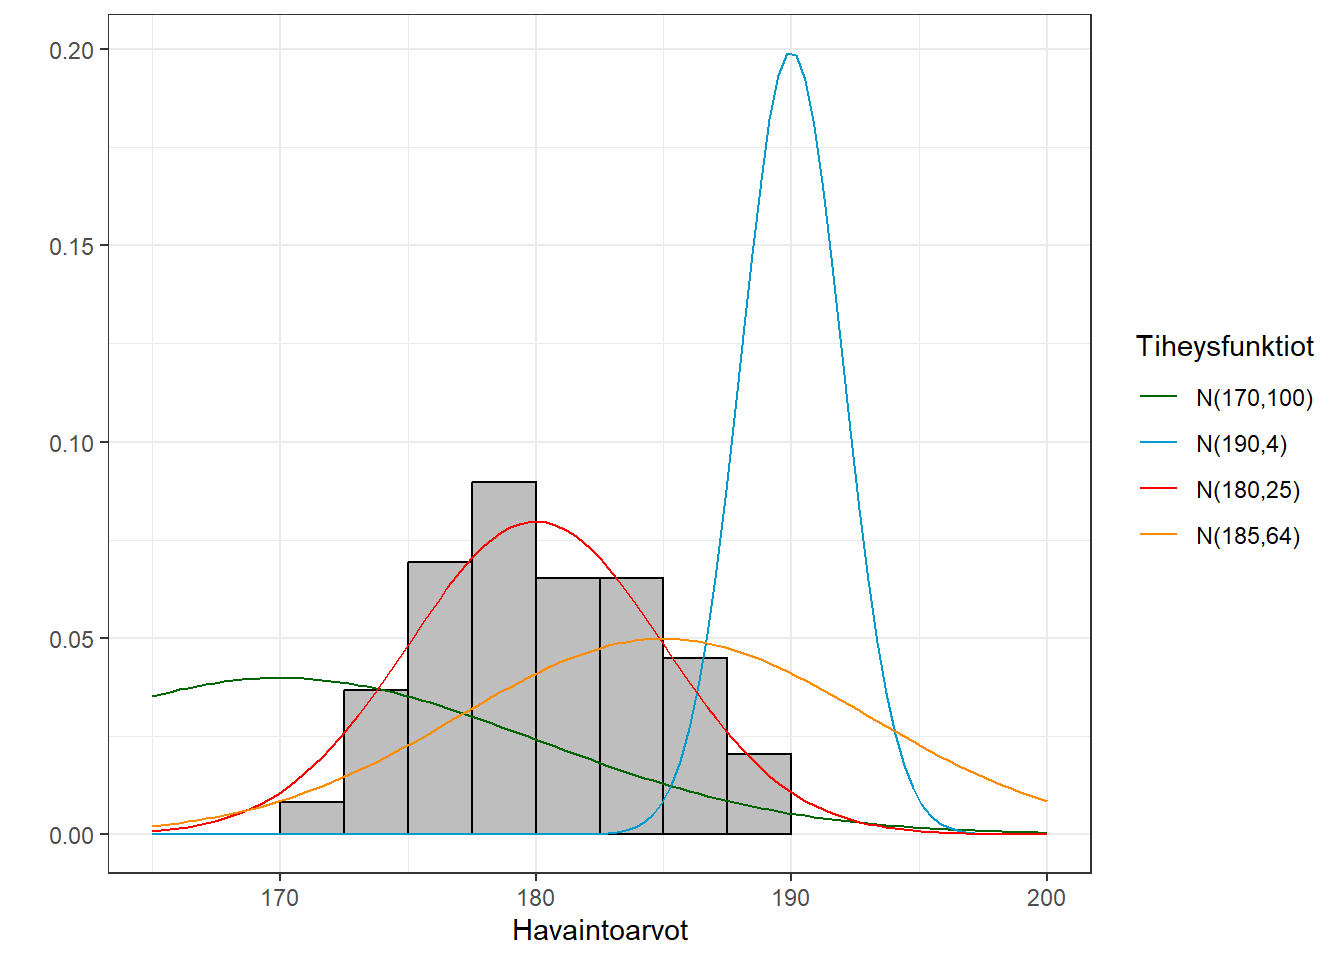 0.20
0.15
0.10
0.05
0.00
170
180
190
200
Havaintoarvot
Tiheysfunktiot
N(170,100)
N(190,4)
N(180,25)
N(185,64)